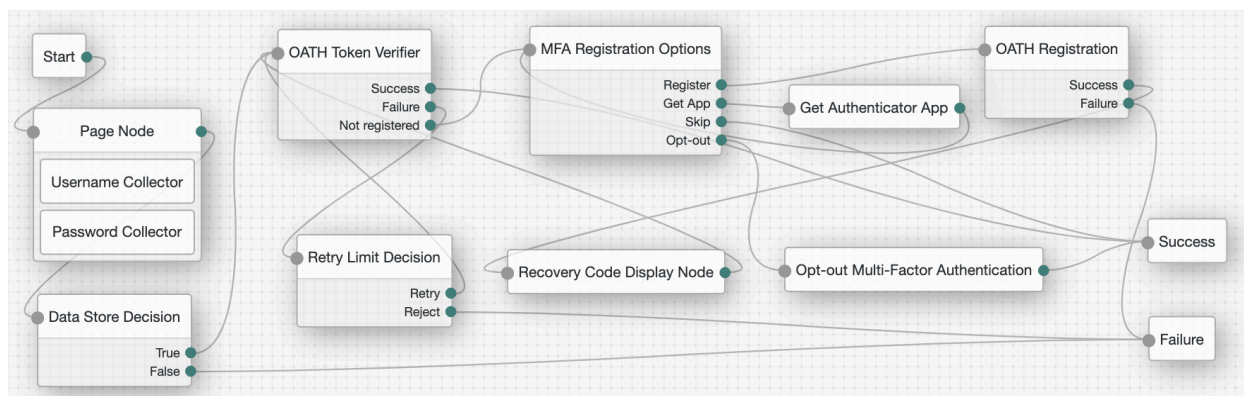 Start
Page Node
Username Collector
Password Collector
Data Store Decision
True
False
OATH Token Verifier
Success
Failure
Not registered
Retry Limit Decision
Retry
Reject
MFA Registration Options
Register
Get App
Skip
Opt-out
Recovery Code Display Node
Get Authenticator App
Opt-out Multi-Factor Authentication
OATH Registration
Success
Failure
Success
Failure